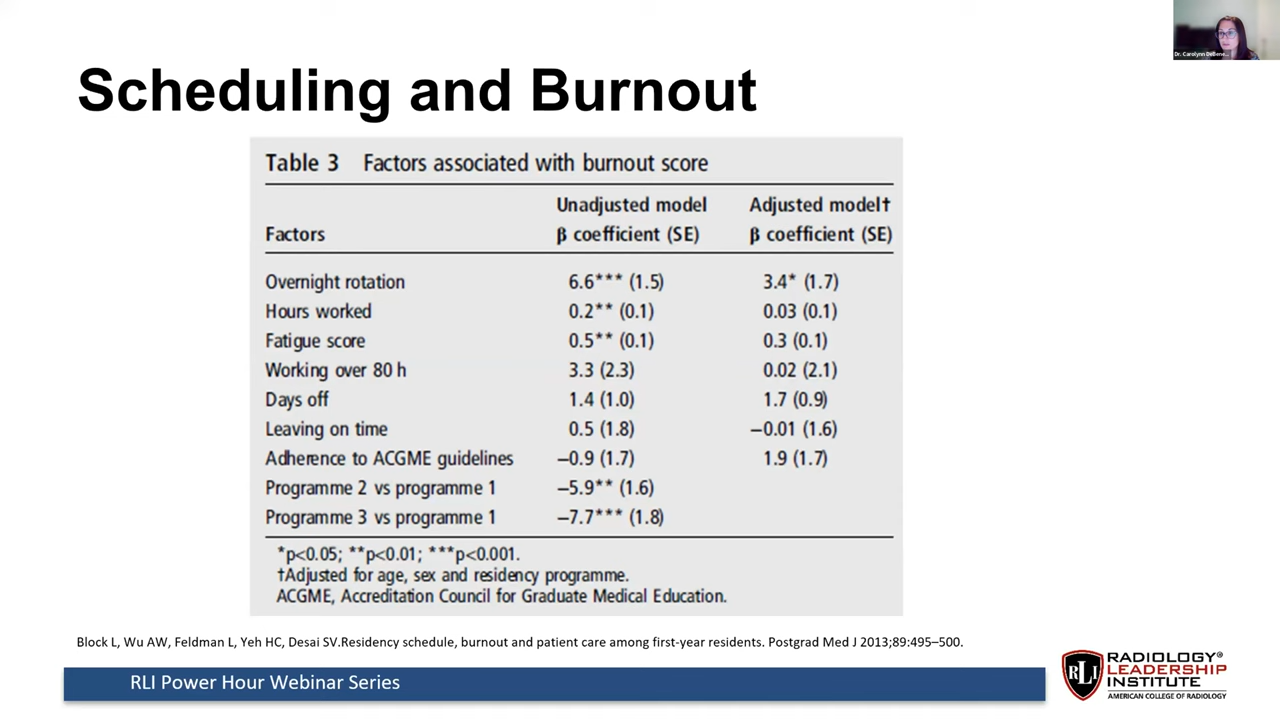 Dr. Carolynn DeBene...
Scheduling and Burnout
Table 3 Factors associated with burnout score
Unadjusted model Adjusted model†
Factors β coefficient (SE) β coefficient (SE)
Overnight rotation 6.6*** (1.5) 3.4* (1.7)
Hours worked 0.2** (0.1) 0.03 (0.1)
Fatigue score 0.5** (0.1) 0.3 (0.1)
Working over 80 h 3.3 (2.3) 0.02 (2.1)
Days off 1.4 (1.0) 1.7 (0.9)
Leaving on time 0.5 (1.8) −0.01 (1.6)
Adherence to ACGME guidelines −0.9 (1.7) 1.9 (1.7)
Programme 2 vs programme 1 −5.9** (1.6)
Programme 3 vs programme 1 −7.7*** (1.8)
*p<0.05; **p<0.01; ***p<0.001.
†Adjusted for age, sex and residency programme.
ACGME, Accreditation Council for Graduate Medical Education.
Block L, Wu AW, Feldman L, Yeh HC, Desai SV.Residency schedule, burnout and patient care among first-year residents. Postgrad Med J 2013;89:495–500.
RLI Power Hour Webinar Series
RLI
RADIOLOGY®
LEADERSHIP
INSTITUTE
AMERICAN COLLEGE OF RADIOLOGY